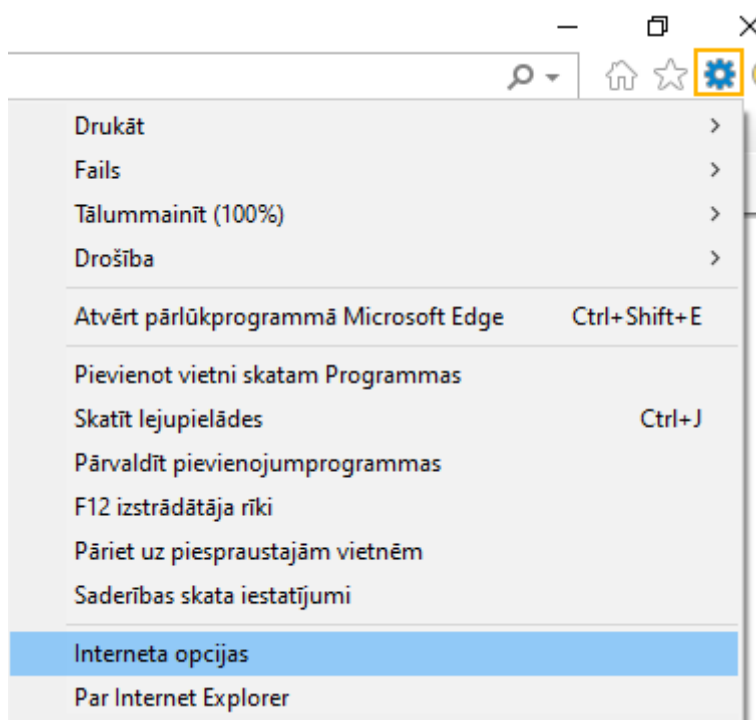 Drukāt
Fails
Tālummainīt (100%)
Drošība
Atvērt pārlūkprogrammā Microsoft Edge Ctrl+Shift+E
Pievienot vietni skatam Programmas
Skatīt lejupielādes Ctrl+J
Pārvaldīt pievienojumprogrammas
F12 izstrādātāja rīki
Pāriet uz piespraustajām vietnēm
Saderības skata iestatījumi
Interneta opcijas
Par Internet Explorer